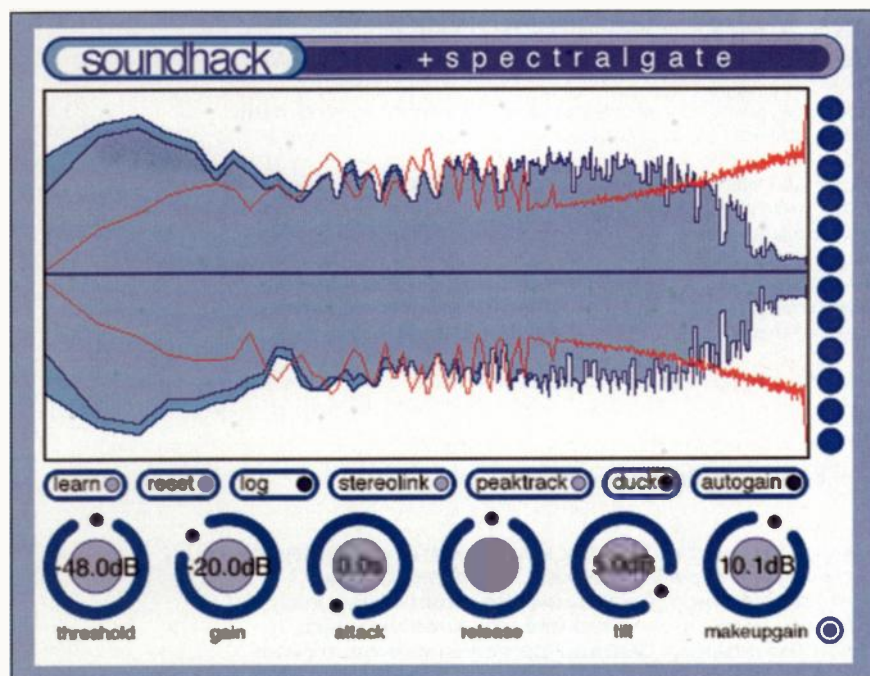 soundhack
+spectralgate
learn reset log stereolink peaktrack duck autogain
-48.0dB -20.0dB 0.0s 5.0dB 10.1dB
threshold gain attack release tilt makeupgain